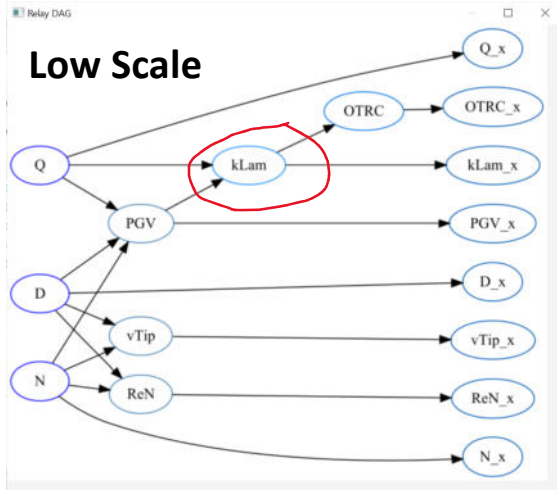 Relay DAG
Low Scale
Q_x
OTRC
OTRC_x
Q
kLam
kLam_x
PGV
PGV_x
D
D_x
vTip
vTip_x
N
ReN
ReN_x
N_x